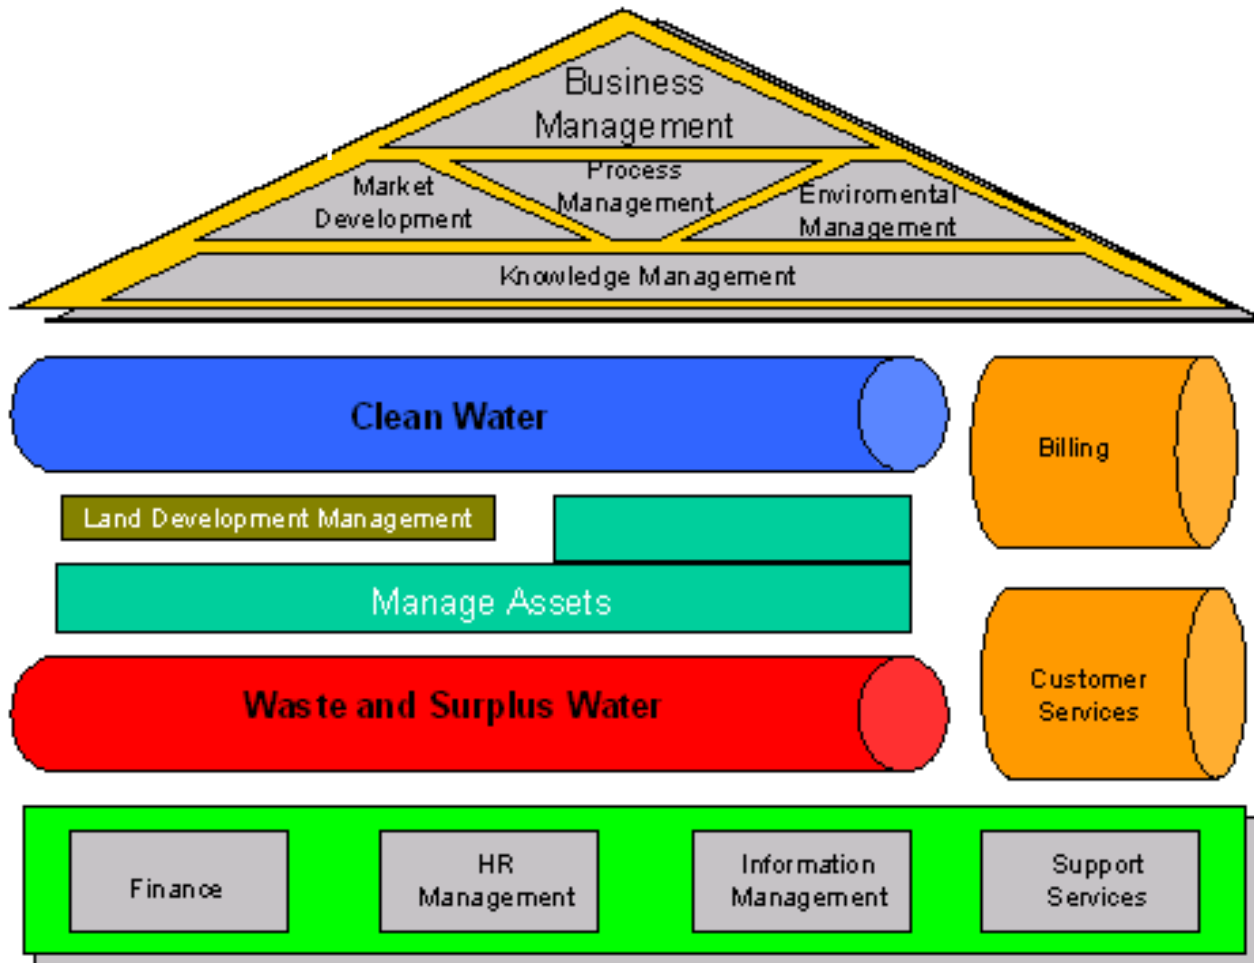 Business
Management
Market
Development
Process
Management
Enviromental
Management
Knowledge Management
Clean Water
Billing
Land Development Management
Manage Assets
Waste and Surplus Water
Customer
Services
Finance
HR
Management
Information
Management
Support
Services